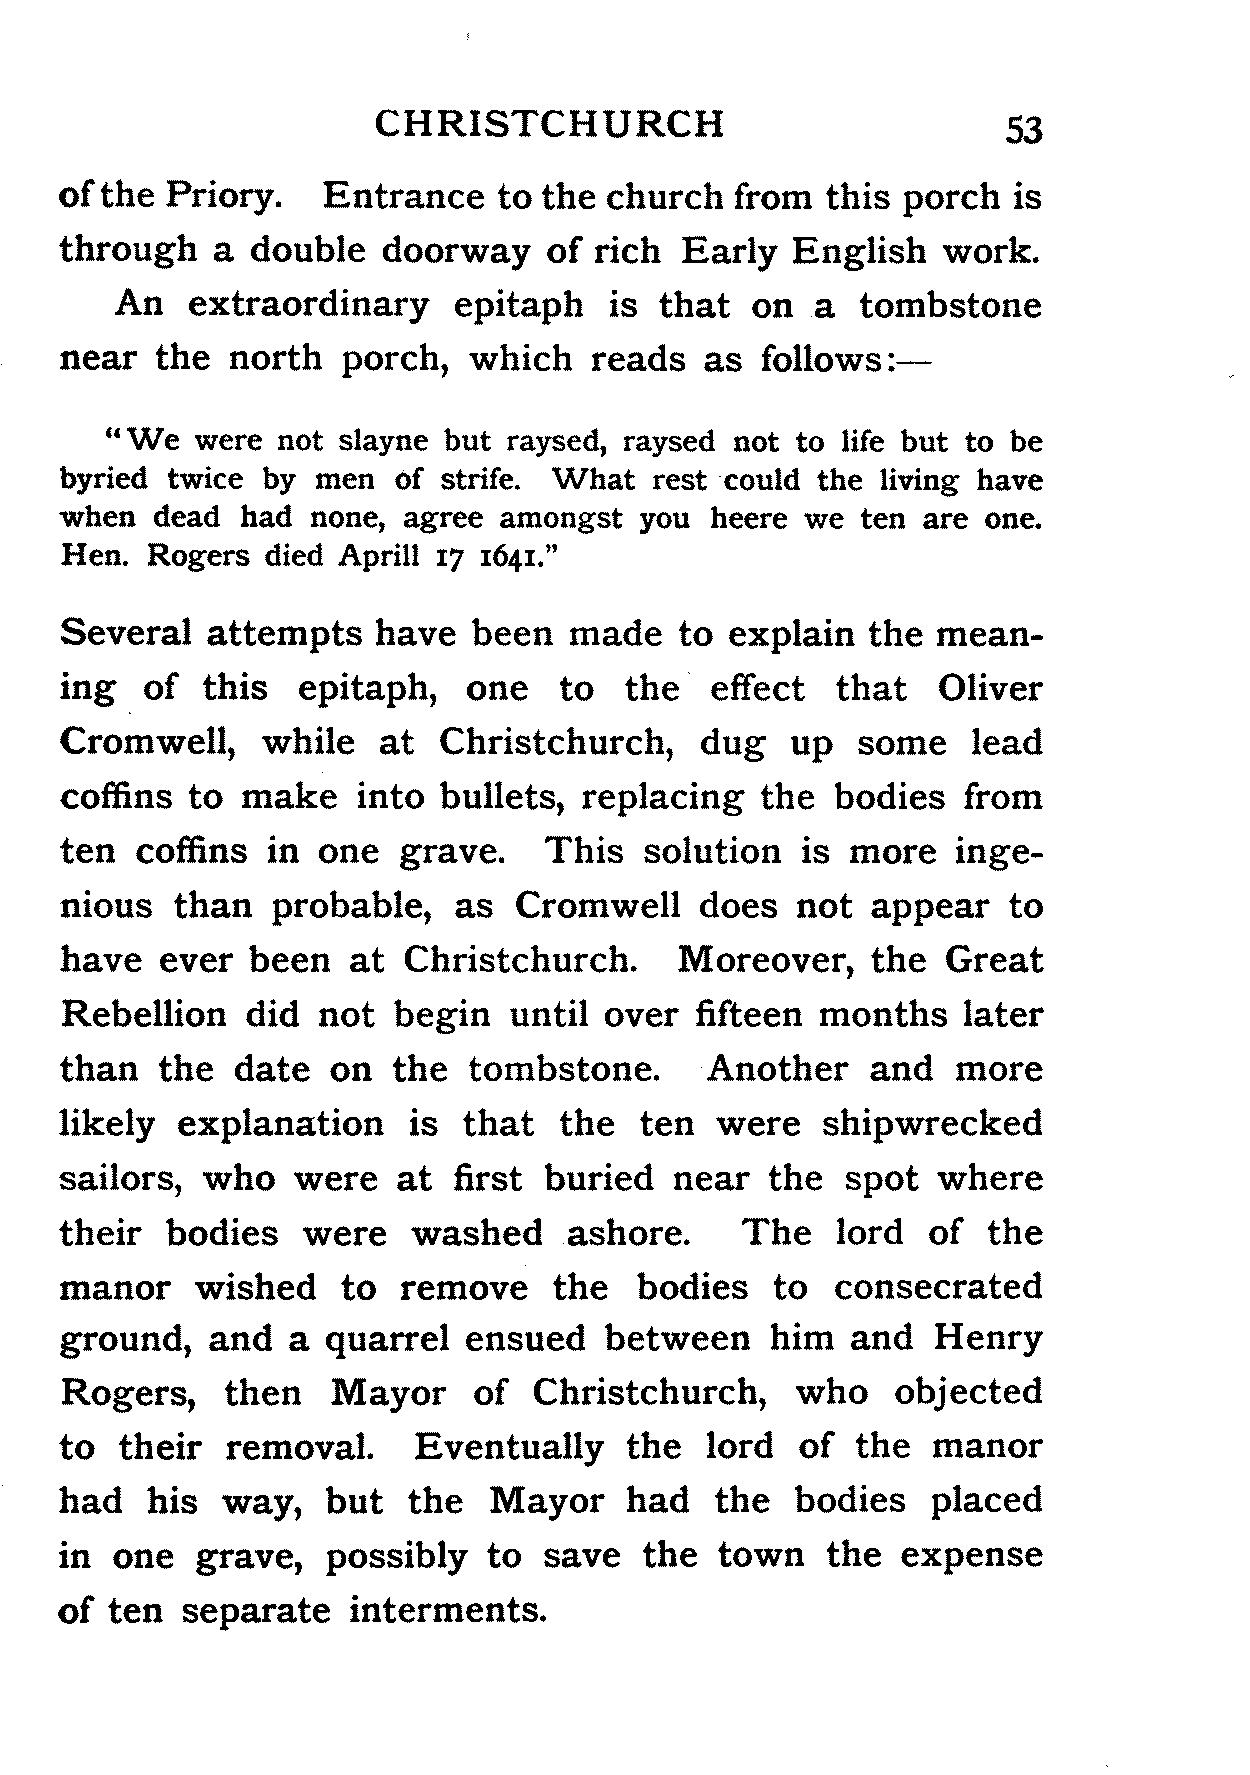 CHRISTCHURCH 53
of the Priory. Entrance to the church from this porch is
through a double doorway of rich Early English work.
An extraordinary epitaph is that on a tombstone
near the north porch, which reads as follows:—
"We were not slayne but raysed, raysed not to life but to be
byried twice by men of strife. What rest could the living have
when dead had none, agree amongst you heere we ten are one.
Hen. Rogers died Aprill 17 1641."
Several attempts have been made to explain the mean-
ing of this epitaph, one to the effect that Oliver
Cromwell, while at Christchurch, dug up some lead
coffins to make into bullets, replacing the bodies from
ten coffins in one grave. This solution is more inge-
nious than probable, as Cromwell does not appear to
have ever been at Christchurch. Moreover, the Great
Rebellion did not begin until over fifteen months later
than the date on the tombstone. Another and more
likely explanation is that the ten were shipwrecked
sailors, who were at first buried near the spot where
their bodies were washed ashore. The lord of the
manor wished to remove the bodies to consecrated
ground, and a quarrel ensued between him and Henry
Rogers, then Mayor of Christchurch, who objected
to their removal. Eventually the lord of the manor
had his way, but the Mayor had the bodies placed
in one grave, possibly to save the town the expense
of ten separate interments.